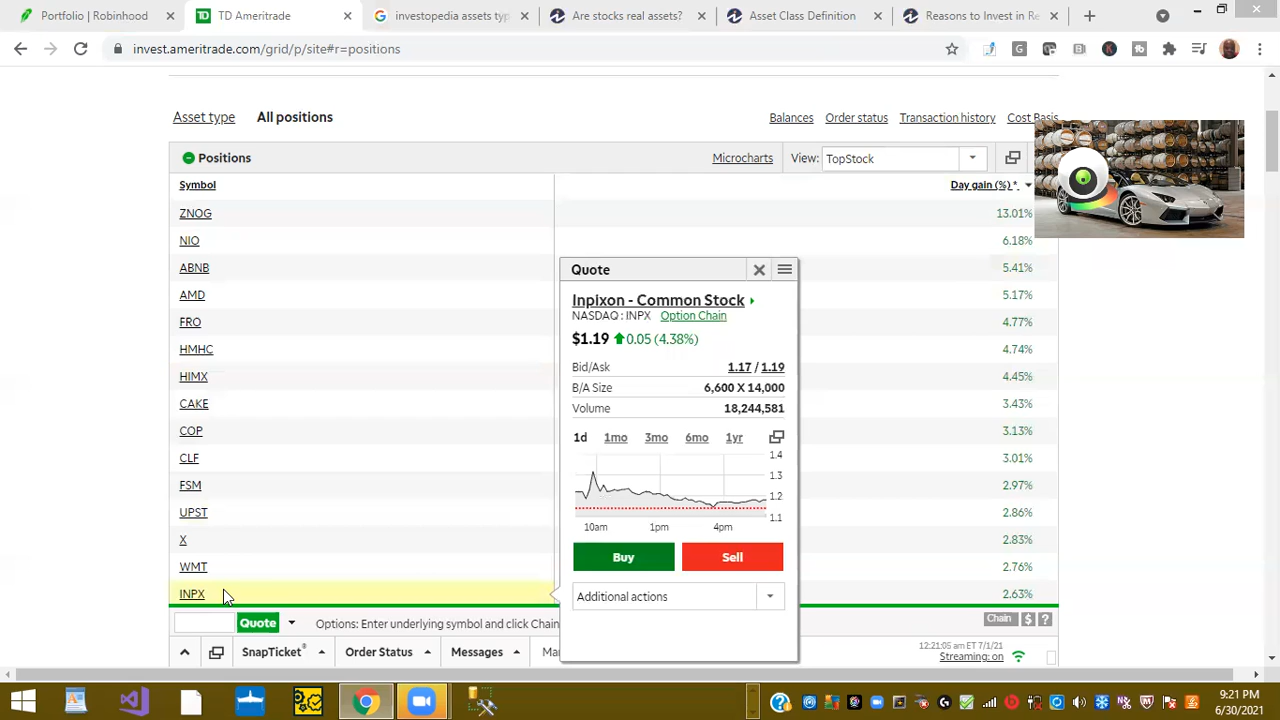 Portfolio | Robinhood
TD Ameritrade
investopedia assets typ
Are stocks real assets?
Asset Class Definition
Reasons to Invest in Re
invest.ameritrade.com/grid/p/site#r=positions
Asset type All positions
Balances Order status Transaction history Cost Basis
Positions
Microcharts View: TopStock
Symbol Day gain (%) *
ZNOG 13.01%
NIO 6.18%
ABNB 5.41%
AMD 5.17%
FRO 4.77%
HMHC 4.74%
HIMX 4.45%
CAKE 3.43%
COP 3.13%
CLF 3.01%
FSM 2.97%
UPST 2.86%
X 2.83%
WMT 2.76%
INPX 2.63%
Quote
Inpixon - Common Stock
NASDAQ : INPX Option Chain
$1.19 0.05 (4.38%)
Bid/Ask 1.17 / 1.19
B/A Size 6,600 X 14,000
Volume 18,244,581
1d 1mo 3mo 6mo 1yr
1.4
1.3
1.2
1.1
10am 1pm 4pm
Buy Sell
Additional actions
Quote Options: Enter underlying symbol and click Chain
Chain $ ?
SnapTicket® Order Status Messages Mar
12:21:05 am ET 7/1/21
Streaming: on
9:21 PM
6/30/2021